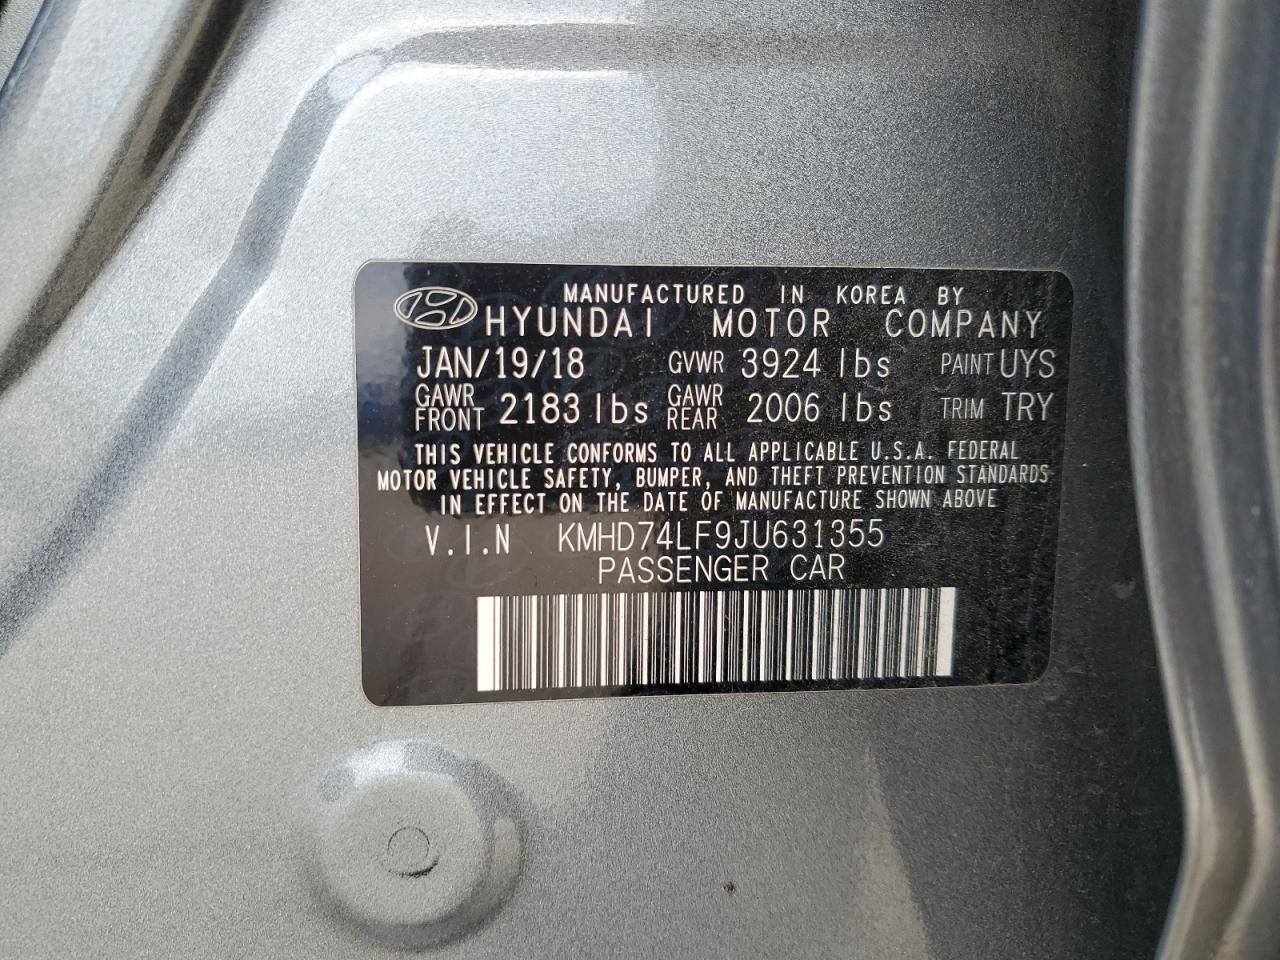 MANUFACTURED IN KOREA BY
HYUNDAI MOTOR COMPANY
JAN/19/18 GVWR 3924 lbs PAINT UYS
GAWR FRONT 2183 lbs GAWR REAR 2006 lbs TRIM TRY
THIS VEHICLE CONFORMS TO ALL APPLICABLE U.S.A. FEDERAL
MOTOR VEHICLE SAFETY, BUMPER, AND THEFT PREVENTION STANDARDS
IN EFFECT ON THE DATE OF MANUFACTURE SHOWN ABOVE
V.I.N KMHD74LF9JU631355
PASSENGER CAR